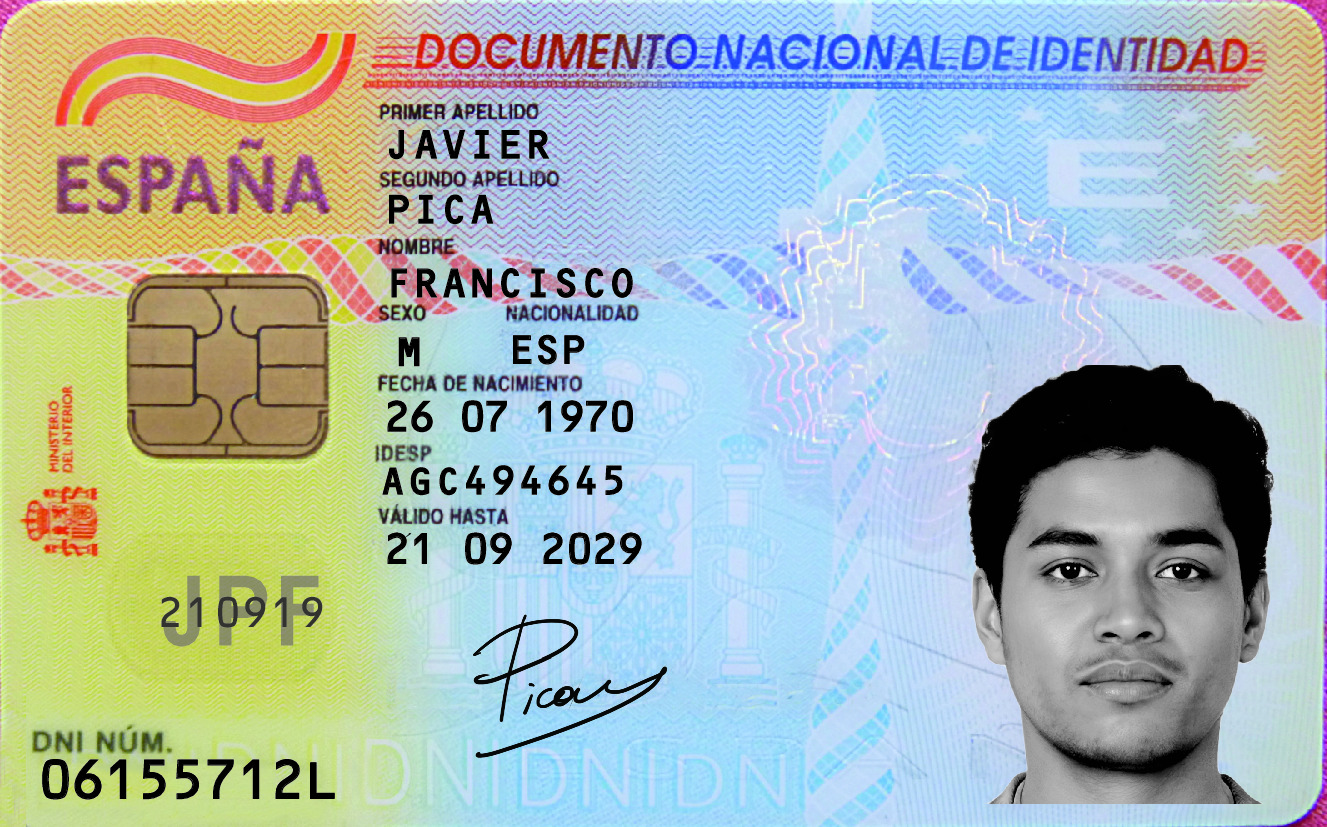 DOCUMENTO NACIONAL DE IDENTIDAD
ESPAÑA
PRIMER APELLIDO
JAVIER
SEGUNDO APELLIDO
PICA
NOMBRE
FRANCISCO
SEXO NACIONALIDAD
M ESP
FECHA DE NACIMIENTO
26 07 1970
IDESP
AGC494645
VÁLIDO HASTA
21 09 2029
MINISTERIO
DEL INTERIOR
E
JPF
210919
Pica
DNI NÚM.
06155712L
DNIDNIDNIDNIDN